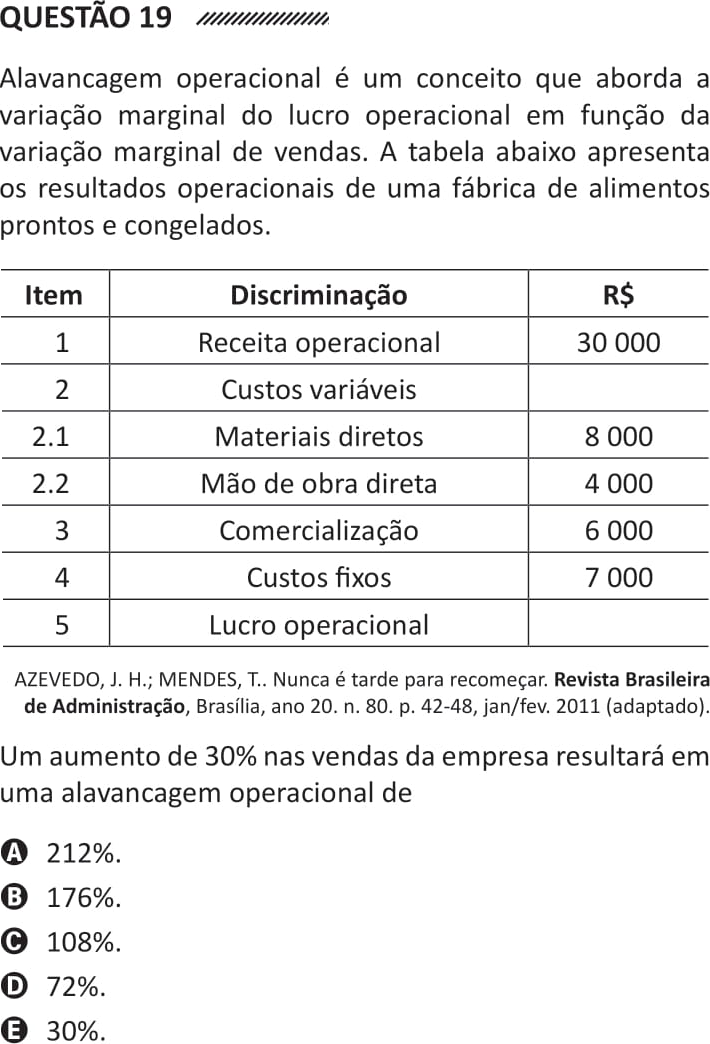 QUESTÃO 19
Alavancagem operacional é um conceito que aborda a
variação marginal do lucro operacional em função da
variação marginal de vendas. A tabela abaixo apresenta
os resultados operacionais de uma fábrica de alimentos
prontos e congelados.
Item Discriminação R$
1 Receita operacional 30 000
2 Custos variáveis
2.1 Materiais diretos 8 000
2.2 Mão de obra direta 4 000
3 Comercialização 6 000
4 Custos fixos 7 000
5 Lucro operacional
AZEVEDO, J. H.; MENDES, T.. Nunca é tarde para recomeçar. Revista Brasileira
de Administração, Brasília, ano 20. n. 80. p. 42-48, jan/fev. 2011 (adaptado).
Um aumento de 30% nas vendas da empresa resultará em
uma alavancagem operacional de
A 212%.
B 176%.
C 108%.
D 72%.
E 30%.